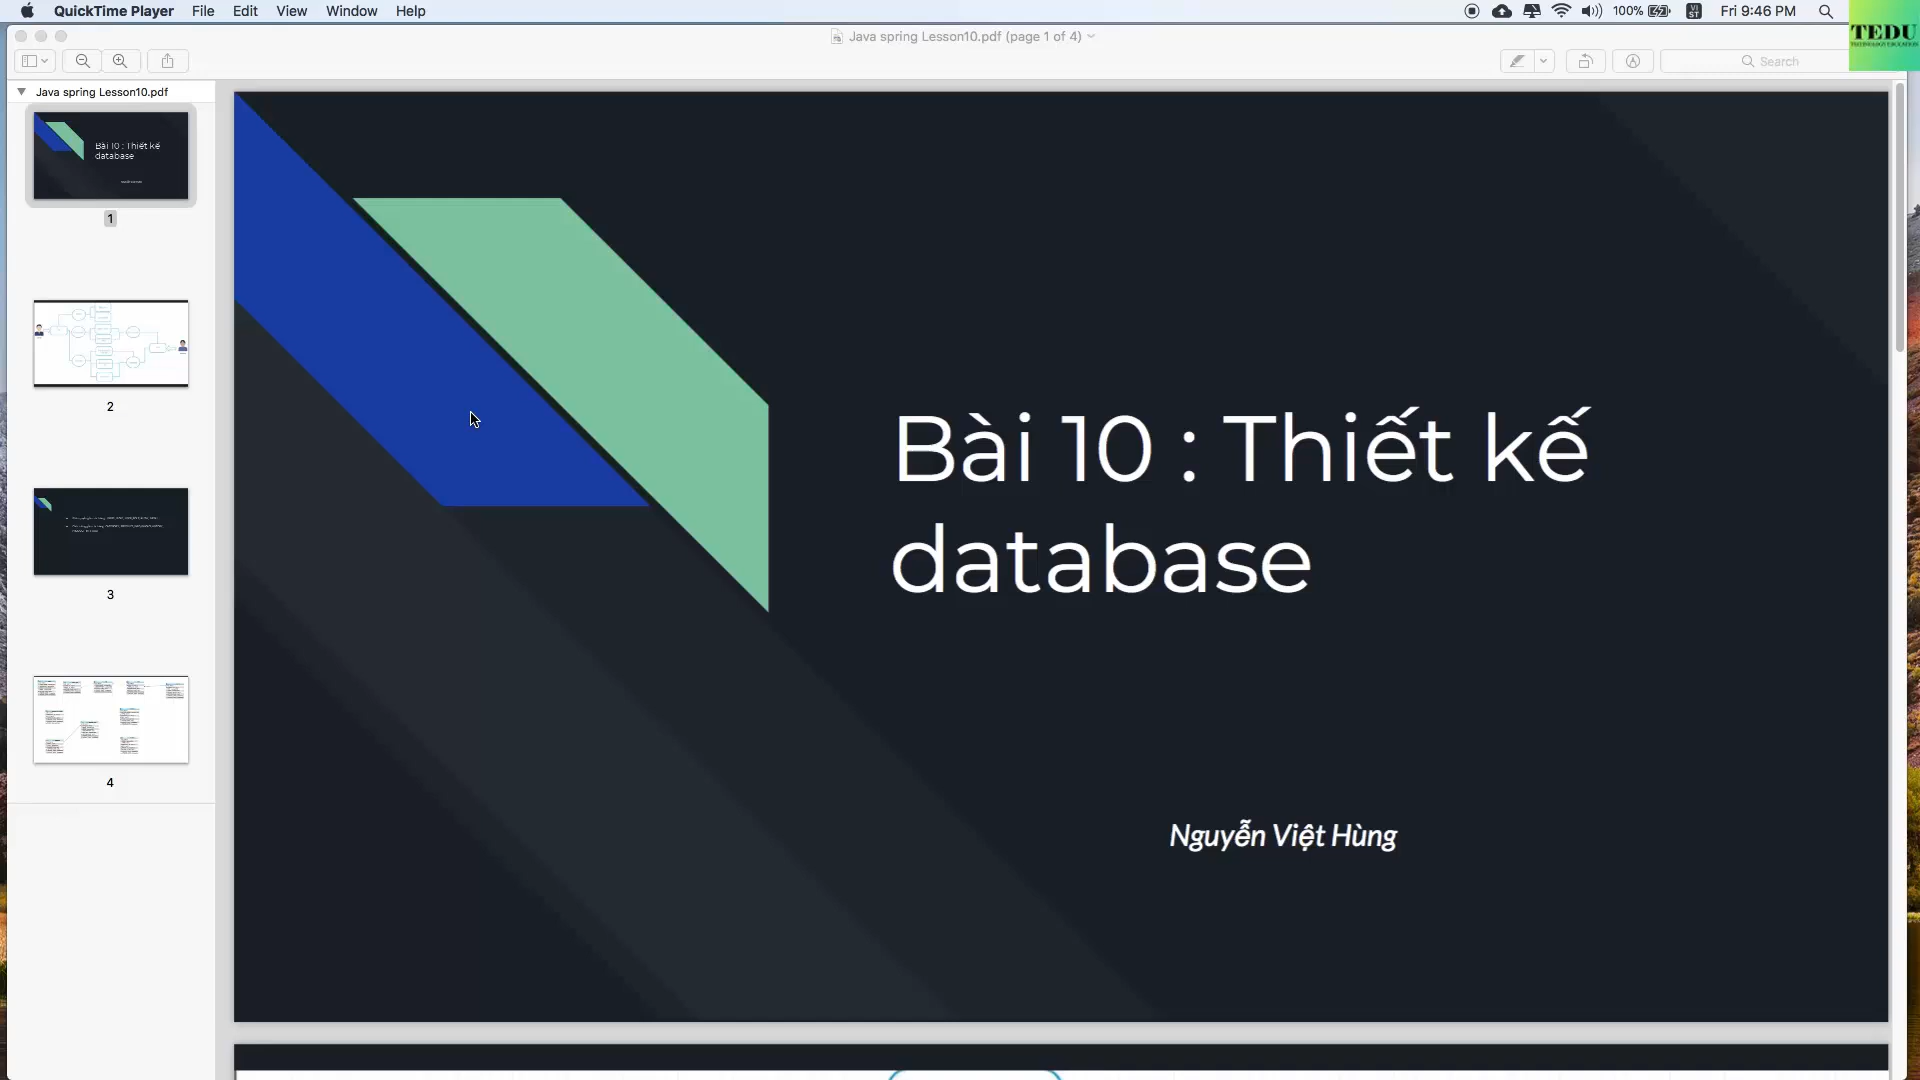 QuickTime Player File Edit View Window Help
100% VI ST Fri 9:46 PM
TEDU
Java spring Lesson10.pdf (page 1 of 4)
Search
Java spring Lesson10.pdf
Bài 10 : Thiết kế
database
1
2
3
4
Bài 10 : Thiết kế
database
Nguyễn Việt Hùng